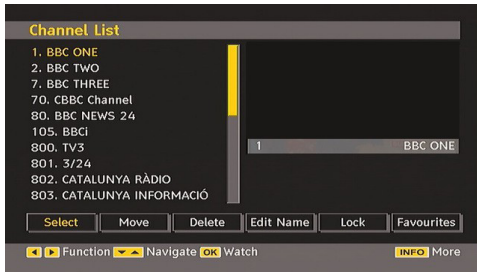 Channel List
1. BBC ONE
2. BBC TWO
7. BBC THREE
70. CBBC Channel
80. BBC NEWS 24
105. BBCi
800. TV3
801. 3/24
802. CATALUNYA RÀDIO
803. CATALUNYA INFORMACIÓ
1 BBC ONE
Select Move Delete Edit Name Lock Favourites
Function Navigate OK Watch INFO More